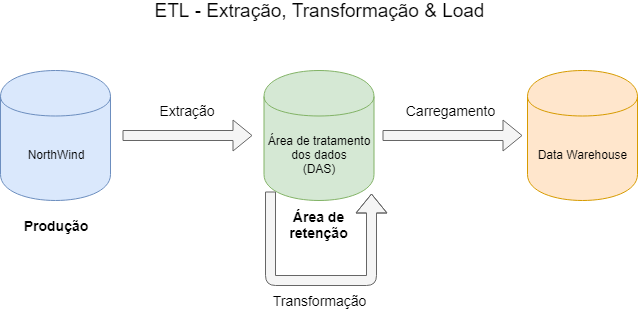 ETL - Extração, Transformação & Load
Extração
Carregamento
NorthWind
Área de tratamento
dos dados
(DAS)
Data Warehouse
Produção
Área de
retenção
Transformação